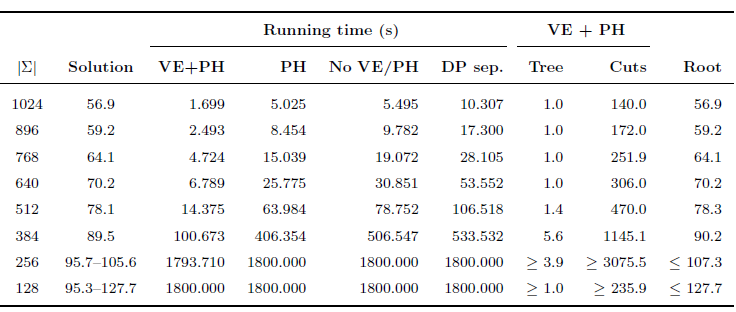 Running time (s) VE + PH
|Σ| Solution VE+PH PH No VE/PH DP sep. Tree Cuts Root
1024 56.9 1.699 5.025 5.495 10.307 1.0 140.0 56.9
896 59.2 2.493 8.454 9.782 17.300 1.0 172.0 59.2
768 64.1 4.724 15.039 19.072 28.105 1.0 251.9 64.1
640 70.2 6.789 25.775 30.851 53.552 1.0 306.0 70.2
512 78.1 14.375 63.984 78.752 106.518 1.4 470.0 78.3
384 89.5 100.673 406.354 506.547 533.532 5.6 1145.1 90.2
256 95.7–105.6 1793.710 1800.000 1800.000 1800.000 ≥ 3.9 ≥ 3075.5 ≤ 107.3
128 95.3–127.7 1800.000 1800.000 1800.000 1800.000 ≥ 1.0 ≥ 235.9 ≤ 127.7